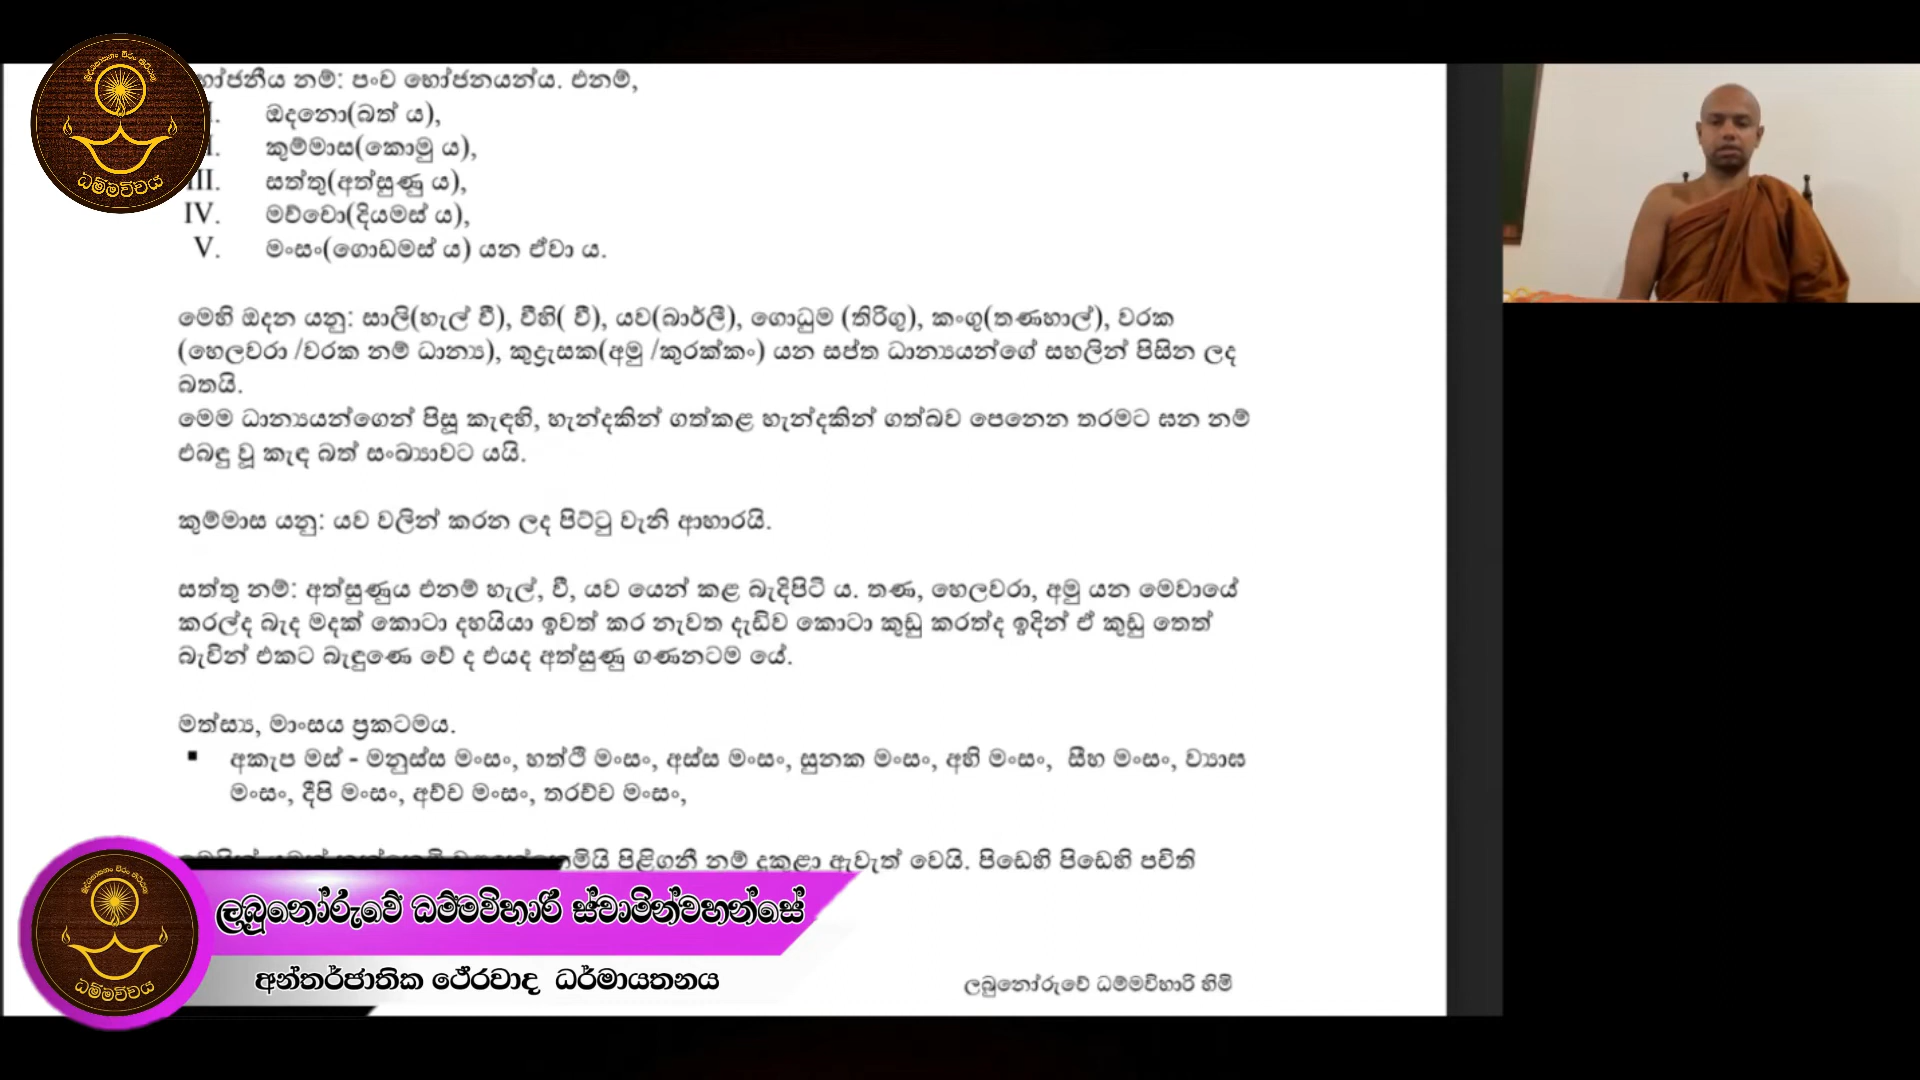 භෝජනීය නම්: පංච භෝජනයන්ය. එනම්,
ඔදනො(බත් ය),
කුම්මාස(කොමු ය),
III. සත්තු(අත්සුණු ය),
IV. මච්චො(දියමස් ය),
V. මංසං(ගොඩමස් ය) යන ඒවා ය.
මෙහි ඔදන යනු: සාලි(හැල් වී), වීහි( වී), යව(බාර්ලී), ගොධුම (තිරිගු), කංගු(තණහාල්), වරක
(හෙලවරා /වරක නම් ධාන්‍ය), කුද්‍රැසක(අමු /කුරක්කං) යන සප්ත ධාන්‍යයන්ගේ සහලින් පිසින ලද
බතයි.
මෙම ධාන්‍යයන්ගෙන් පිසූ කැඳහි, හැන්දකින් ගත්කළ හැන්දකින් ගත්බව පෙනෙන තරමට ඝන නම්
එබඳු වූ කැඳ බත් සංඛ්‍යාවට යයි.
කුම්මාස යනු: යව වලින් කරන ලද පිට්ටු වැනි ආහාරයි.
සත්තු නම්: අත්සුණුය එනම් හැල්, වී, යව යෙන් කළ බැදිපිටි ය. තණ, හෙලවරා, අමු යන මෙවායේ
කරල්ද බැද මදක් කොටා දහයියා ඉවත් කර නැවත දැඩිව කොටා කුඩු කරත්ද ඉදින් ඒ කුඩු තෙත්
බැවින් එකට බැඳුණෙ වේ ද එයද අත්සුණු ගණනටම යේ.
මත්ස්‍ය, මාංසය ප්‍රකටමය.
▪ අකැප මස් - මනුස්ස මංසං, හත්ථී මංසං, අස්ස මංසං, සුනක මංසං, අහි මංසං, සීහ මංසං, ව්‍යාඝ
මංසං, දීපි මංසං, අච්ච මංසං, තරච්ච මංසං,
පිළිගනී නම් දුකුළා ඇවැත් වෙයි. පිඩෙහි පිඩෙහි පචිති
ලබුනෝරුවේ ධම්මවිහාරී ස්වාමින්වහන්සේ
අන්තර්ජාතික ථේරවාද ධර්මායතනය
ලබුනෝරුවේ ධම්මවිහාරි හිමි
ධම්මවිචය
ධම්මවිචය